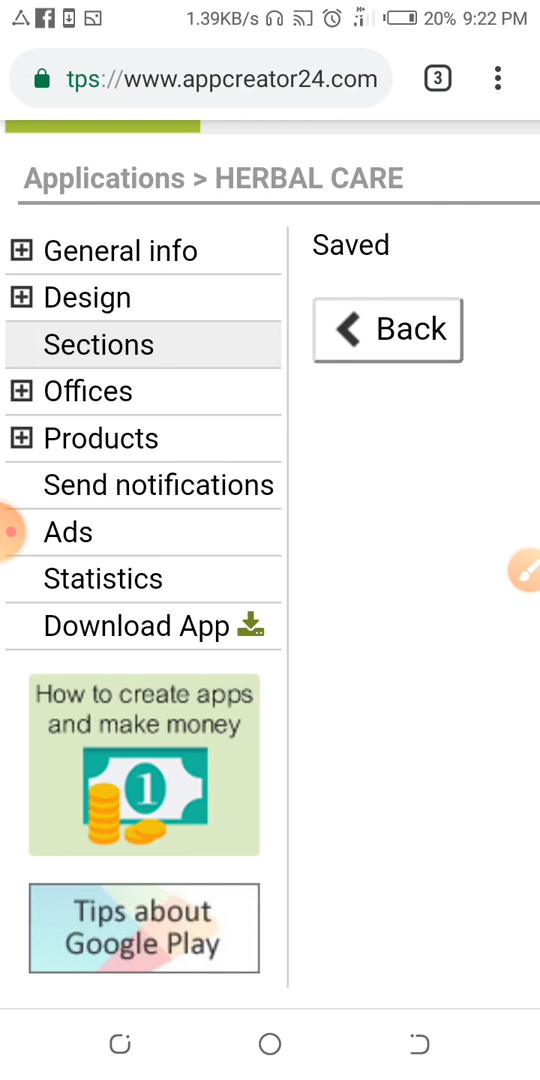 1.39KB/s H+ 20% 9:22 PM
tps://www.appcreator24.com 3
Applications > HERBAL CARE
General info
Saved
Design
Back
Sections
Offices
Products
Send notifications
Ads
Statistics
Download App
How to create apps
and make money
1
Tips about
Google Play